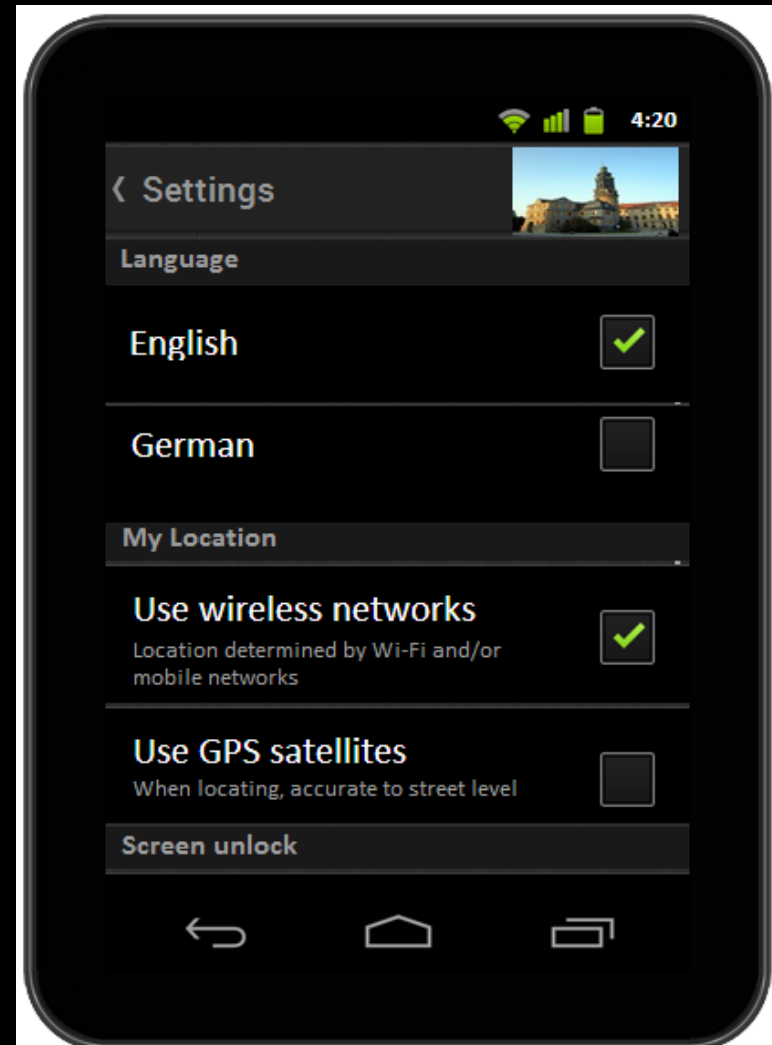 4:20
Settings
Language
English
German
My Location
Use wireless networks
Location determined by Wi-Fi and/or
mobile networks
Use GPS satellites
When locating, accurate to street level
Screen unlock